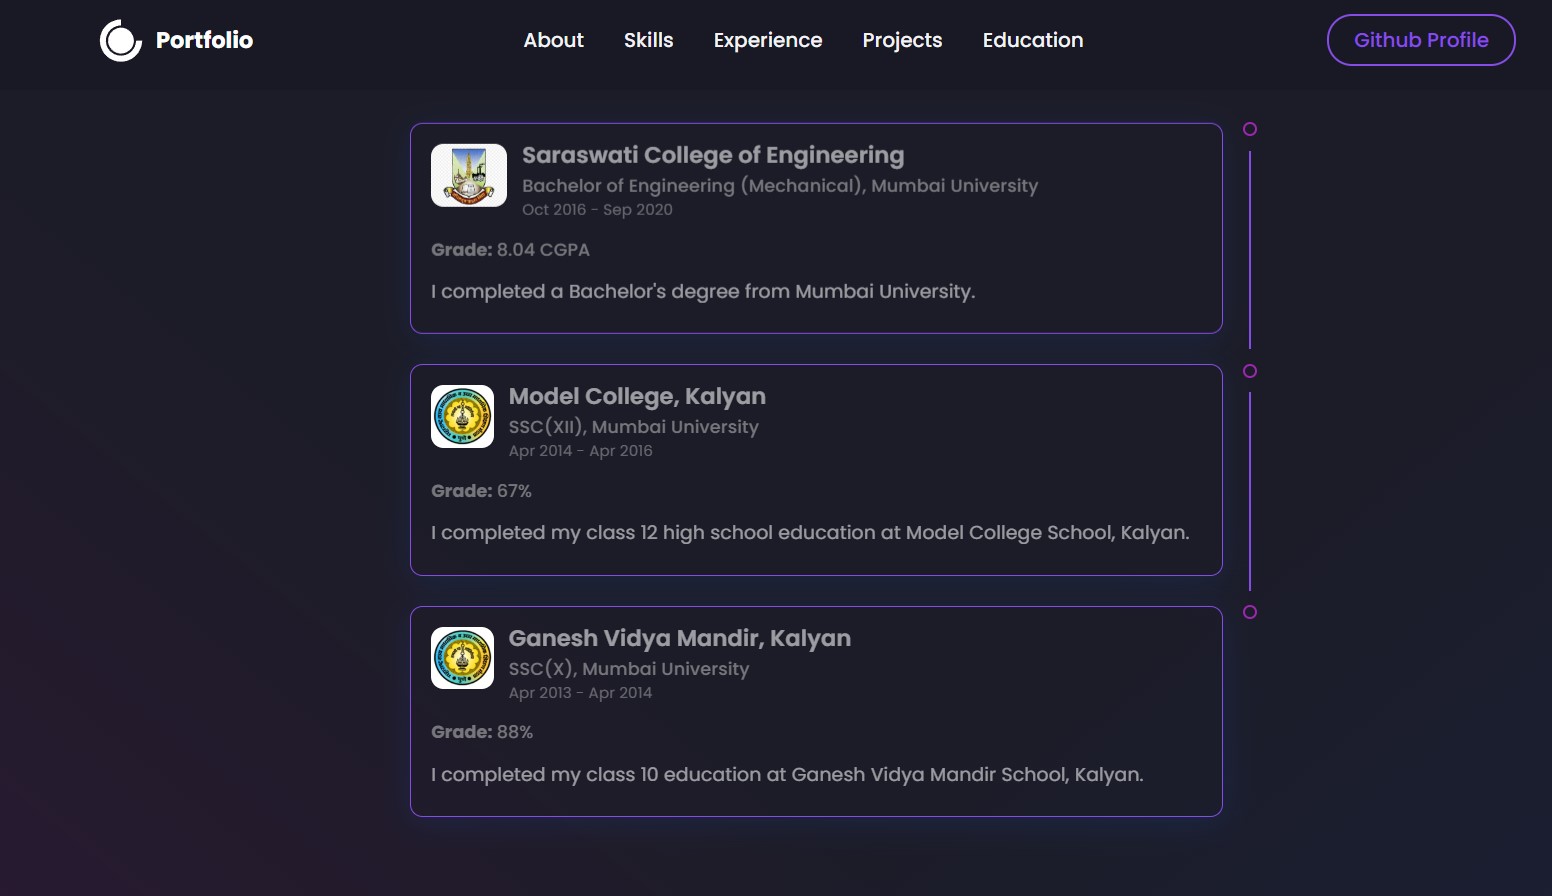 Portfolio
About
Skills
Experience
Projects
Education
Github Profile
Saraswati College of Engineering
Bachelor of Engineering (Mechanical), Mumbai University
Oct 2016 - Sep 2020
Grade: 8.04 CGPA
I completed a Bachelor's degree from Mumbai University.
Model College, Kalyan
SSC(XII), Mumbai University
Apr 2014 - Apr 2016
Grade: 67%
I completed my class 12 high school education at Model College School, Kalyan.
Ganesh Vidya Mandir, Kalyan
SSC(X), Mumbai University
Apr 2013 - Apr 2014
Grade: 88%
I completed my class 10 education at Ganesh Vidya Mandir School, Kalyan.